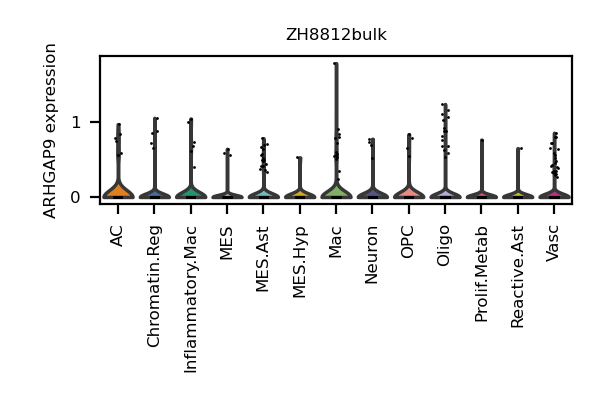 ZH8812bulk
ARHGAP9 expression
1
0
AC
Chromatin.Reg
Inflammatory.Mac
MES
MES.Ast
MES.Hyp
Mac
Neuron
OPC
Oligo
Prolif.Metab
Reactive.Ast
Vasc